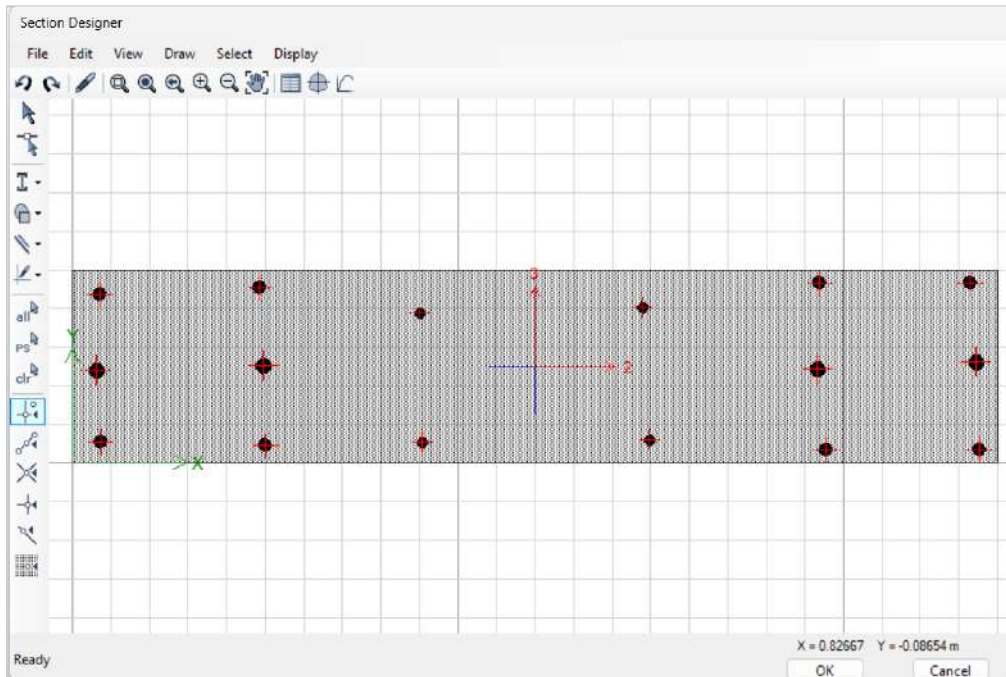 Section Designer
File Edit View Draw Select Display
all
PS
clr
3
2
Y
X
X = 0.82667 Y = -0.08654 m
Ready
OK Cancel